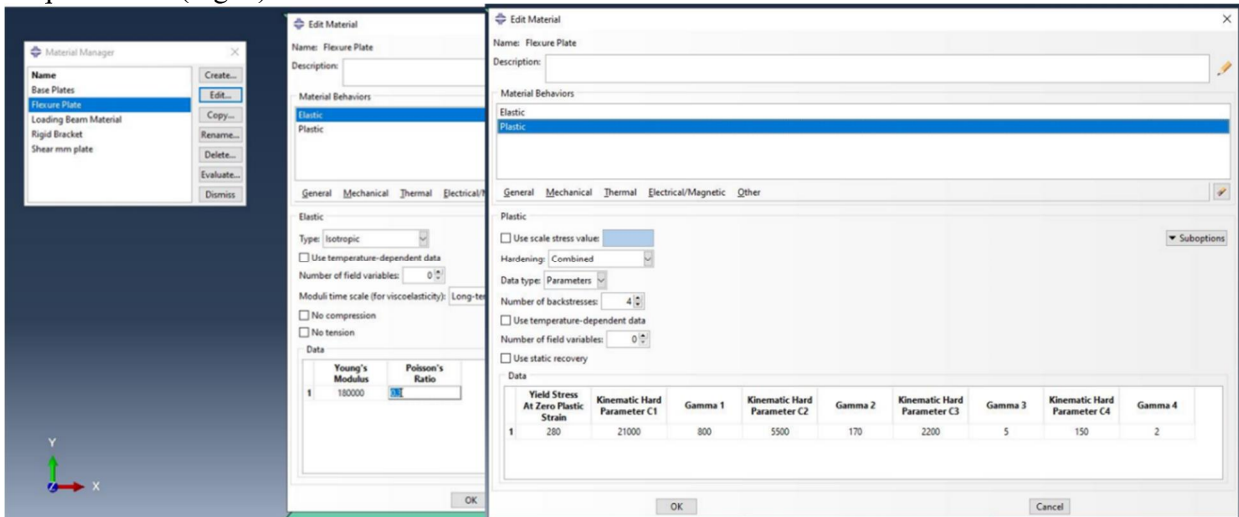 Material Manager
Name
Base Plates
Flexure Plate
Loading Beam Material
Rigid Bracket
Shear mm plate
Create...
Edit...
Copy...
Rename...
Delete...
Evaluate...
Dismiss
Y
X
Z
Edit Material
Name: Flexure Plate
Description:
Material Behaviors
Elastic
Plastic
General Mechanical Thermal
Elastic
Type: Isotropic
Use temperature-dependent data
Number of field variables: 0
Moduli time scale (for viscoelasticity): Long-te
No compression
No tension
Data
Young's Modulus
Poisson's Ratio
1 180000 0.3
OK
Edit Material
Name: Flexure Plate
Description:
Material Behaviors
Elastic
Plastic
General Mechanical Thermal Electrical/Magnetic Other
Plastic
Use scale stress value:
Suboptions
Hardening: Combined
Data type: Parameters
Number of backstresses: 4
Use temperature-dependent data
Number of field variables: 0
Use static recovery
Data
Yield Stress At Zero Plastic Strain
Kinematic Hard Parameter C1
Gamma 1
Kinematic Hard Parameter C2
Gamma 2
Kinematic Hard Parameter C3
Gamma 3
Kinematic Hard Parameter C4
Gamma 4
1 280 21000 800 5500 170 2200 5 150 2
OK
Cancel